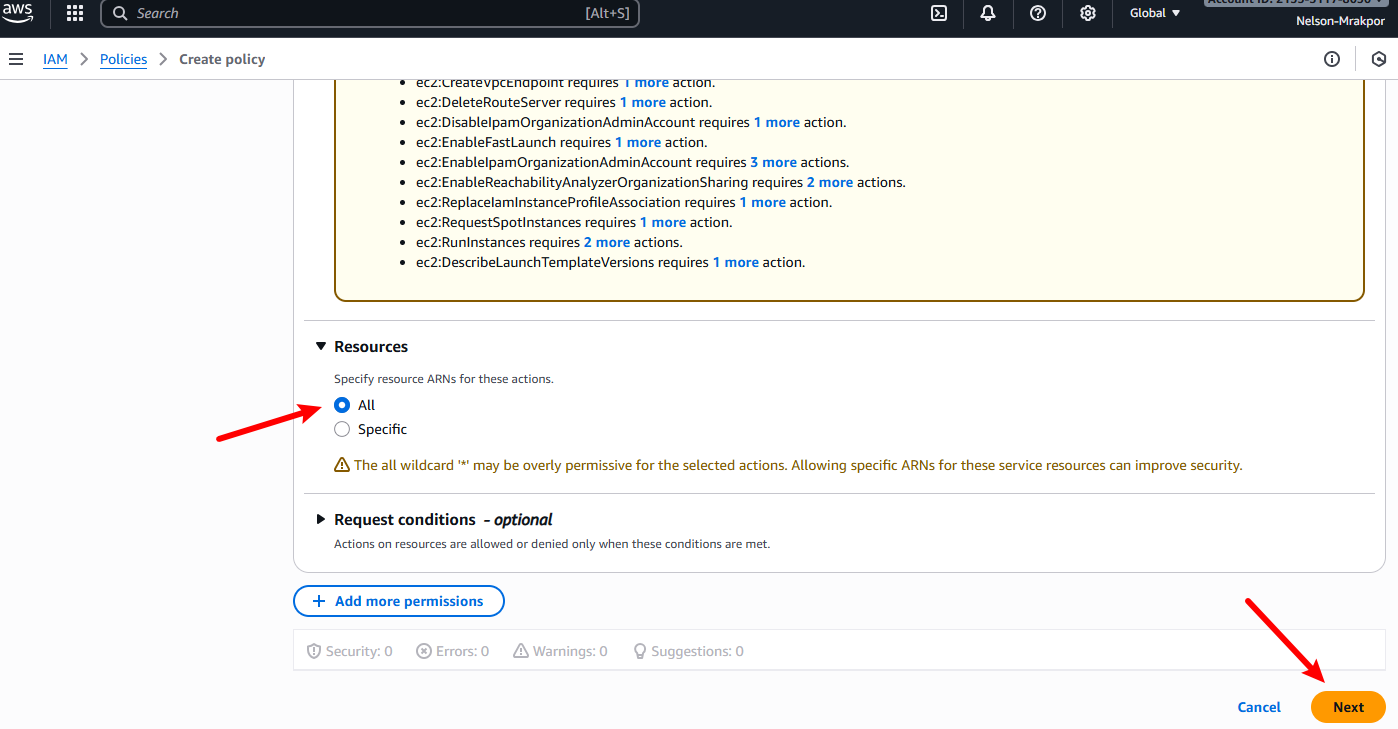 aws
Search [Alt+S]
Global
Nelson-Mrakpor
IAM Policies Create policy
ec2:CreateVpcEndpoint requires 1 more action.
ec2:DeleteRouteServer requires 1 more action.
ec2:DisableIpamOrganizationAdminAccount requires 1 more action.
ec2:EnableFastLaunch requires 1 more action.
ec2:EnableIpamOrganizationAdminAccount requires 3 more actions.
ec2:EnableReachabilityAnalyzerOrganizationSharing requires 2 more actions.
ec2:ReplaceIamInstanceProfileAssociation requires 1 more action.
ec2:RequestSpotInstances requires 1 more action.
ec2:RunInstances requires 2 more actions.
ec2:DescribeLaunchTemplateVersions requires 1 more action.
Resources
Specify resource ARNs for these actions.
All
Specific
The all wildcard '*' may be overly permissive for the selected actions. Allowing specific ARNs for these service resources can improve security.
Request conditions - optional
Actions on resources are allowed or denied only when these conditions are met.
+ Add more permissions
Security: 0 Errors: 0 Warnings: 0 Suggestions: 0
Cancel Next